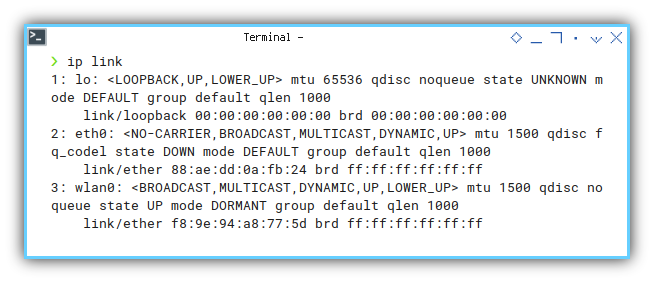 Terminal –
❯ ip link
1: lo: <LOOPBACK,UP,LOWER_UP> mtu 65536 qdisc noqueue state UNKNOWN m
ode DEFAULT group default qlen 1000
    link/loopback 00:00:00:00:00:00 brd 00:00:00:00:00:00
2: eth0: <NO-CARRIER,BROADCAST,MULTICAST,DYNAMIC,UP> mtu 1500 qdisc f
q_codel state DOWN mode DEFAULT group default qlen 1000
    link/ether 88:ae:dd:0a:fb:24 brd ff:ff:ff:ff:ff:ff
3: wlan0: <BROADCAST,MULTICAST,DYNAMIC,UP,LOWER_UP> mtu 1500 qdisc no
queue state UP mode DORMANT group default qlen 1000
    link/ether f8:9e:94:a8:77:5d brd ff:ff:ff:ff:ff:ff